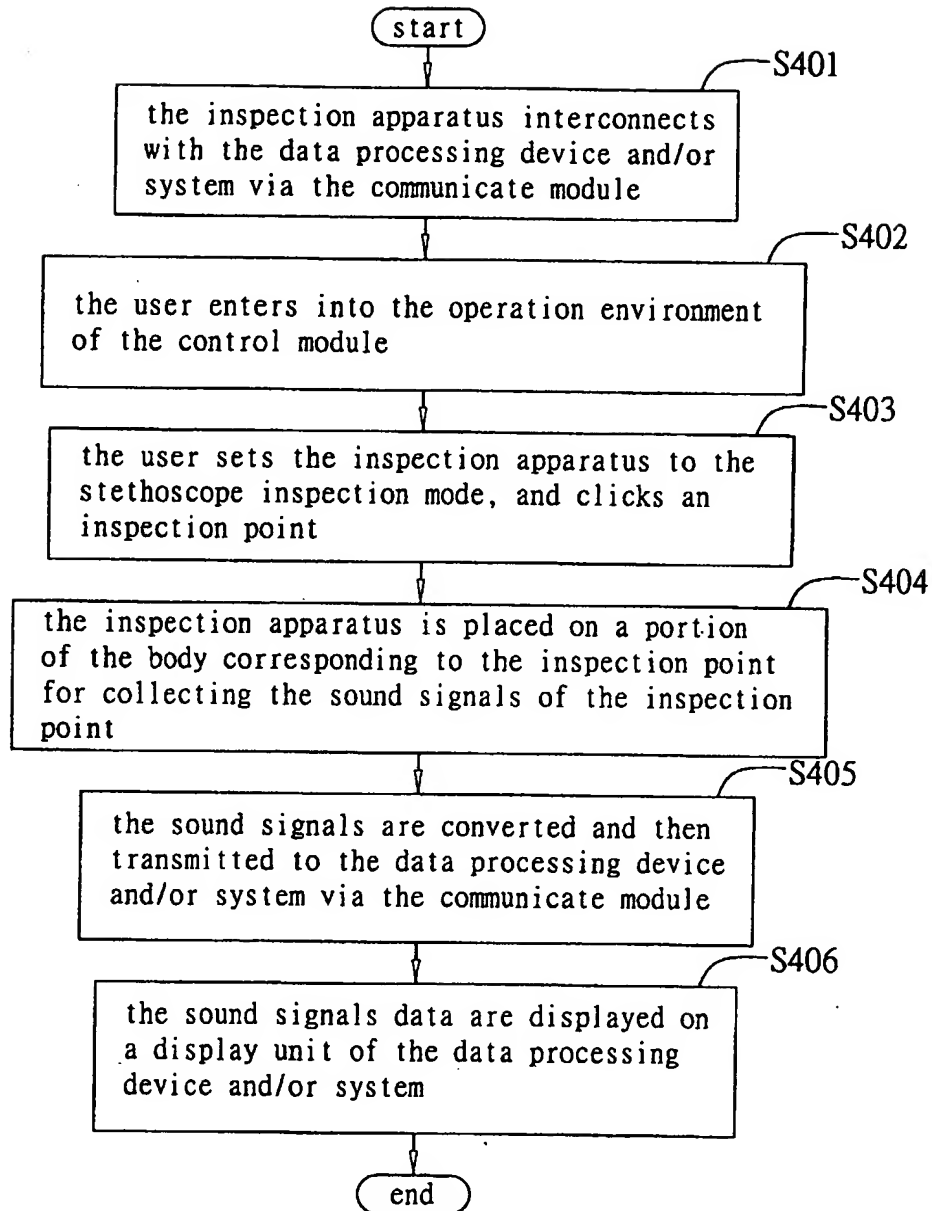 start
S401
the inspection apparatus interconnects
with the data processing device and/or
system via the communicate module
S402
the user enters into the operation environment
of the control module
S403
the user sets the inspection apparatus to the
stethoscope inspection mode, and clicks an
inspection point
S404
the inspection apparatus is placed on a portion
of the body corresponding to the inspection point
for collecting the sound signals of the inspection
point
S405
the sound signals are converted and then
transmitted to the data processing device
and/or system via the communicate module
S406
the sound signals data are displayed on
a display unit of the data processing
device and/or system
end